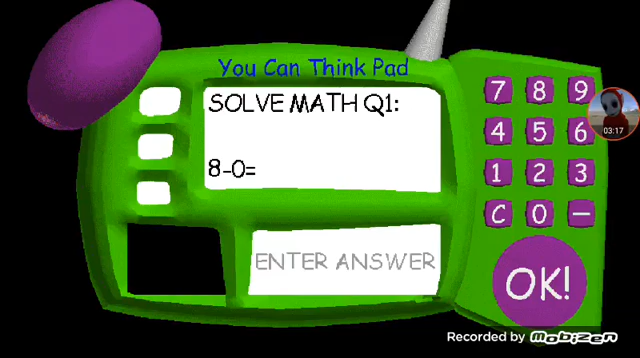 You Can Think Pad
SOLVE MATH Q1:
8-0=
ENTER ANSWER
7 8 9
4 5 6
1 2 3
C 0 -
OK!
03:17
Recorded by Mobizen